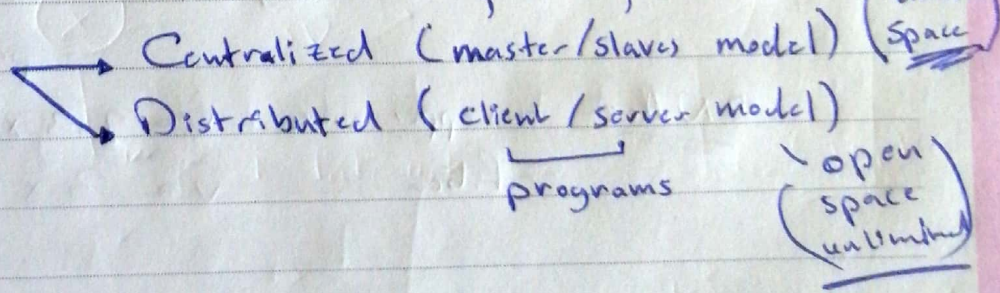 Centralized (master/slaves model) (space)
Distributed (client/server model)
programs
open
(space